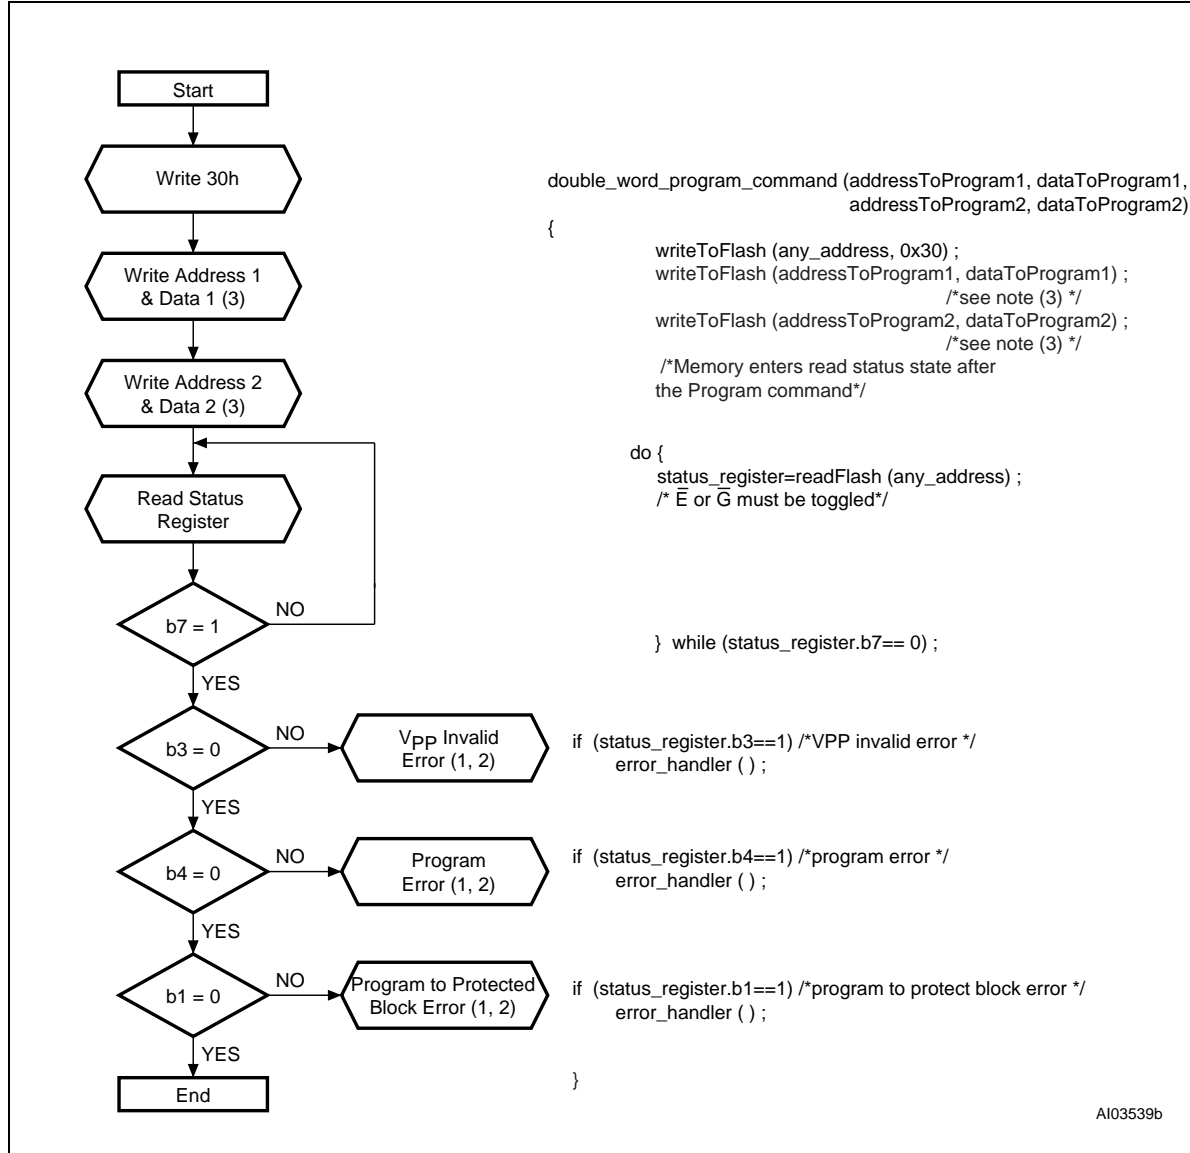 Start
Write 30h
Write Address 1
& Data 1 (3)
Write Address 2
& Data 2 (3)
Read Status
Register
b7 = 1
NO
YES
b3 = 0
NO
VPP Invalid
Error (1, 2)
YES
b4 = 0
NO
Program
Error (1, 2)
YES
b1 = 0
NO
Program to Protected
Block Error (1, 2)
YES
End
double_word_program_command (addressToProgram1, dataToProgram1,
addressToProgram2, dataToProgram2)
{
writeToFlash (any_address, 0x30) ;
writeToFlash (addressToProgram1, dataToProgram1) ;
/*see note (3) */
writeToFlash (addressToProgram2, dataToProgram2) ;
/*see note (3) */
/*Memory enters read status state after
the Program command*/
do {
status_register=readFlash (any_address) ;
/* E̅ or G̅ must be toggled*/
} while (status_register.b7== 0) ;
if (status_register.b3==1) /*VPP invalid error */
error_handler ( ) ;
if (status_register.b4==1) /*program error */
error_handler ( ) ;
if (status_register.b1==1) /*program to protect block error */
error_handler ( ) ;
}
AI03539b